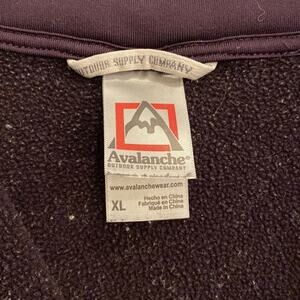 OUTDOOR SUPPLY COMPANY
Avalanche®
OUTDOOR SUPPLY COMPANY
www.avalanchewear.com
XL
Hecho en China
Fabriqué en Chine
Made in China